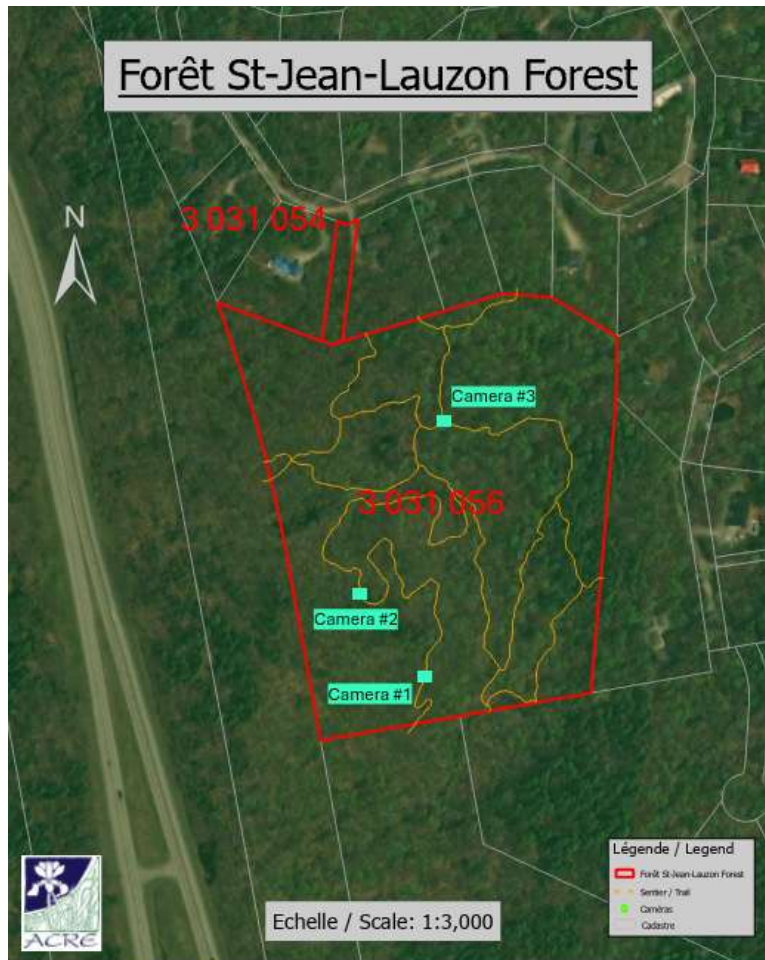 Forêt St-Jean-Lauzon Forest
N
3 031 054
Camera #3
3 031 056
Camera #2
Camera #1
Légende / Legend
Forêt St-Jean-Lauzon Forest
Sentier / Trail
Caméras
Cadastre
Echelle / Scale: 1:3,000
ACRE